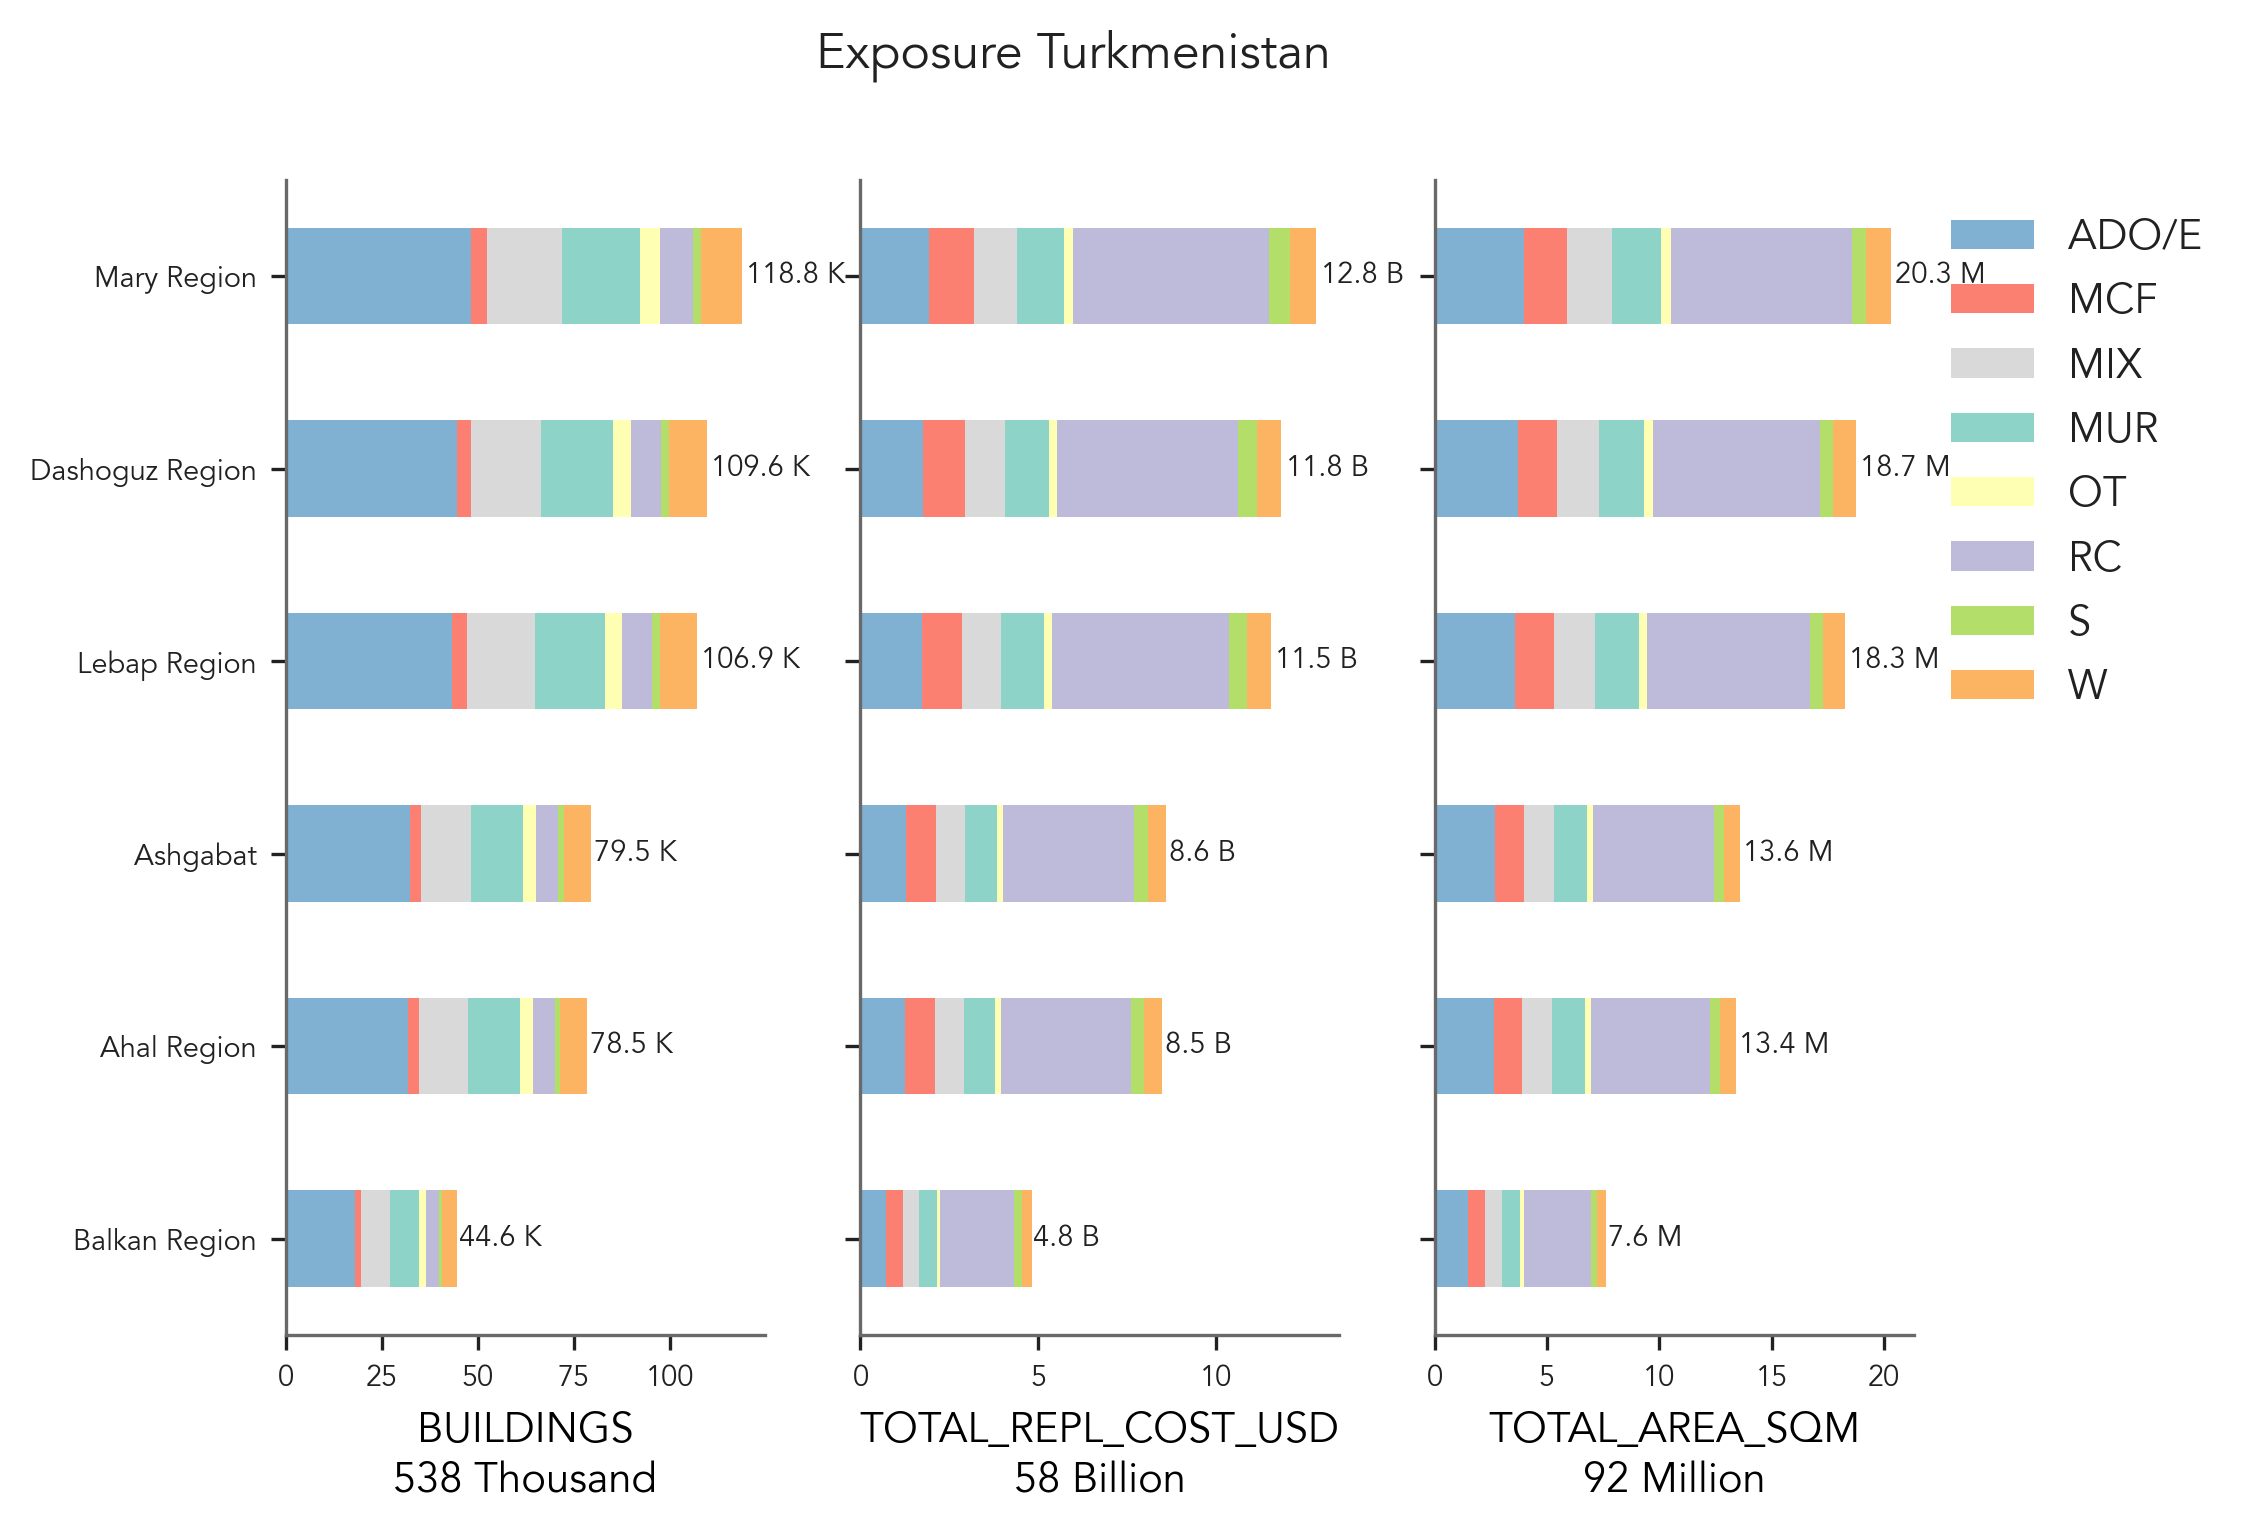 Exposure Turkmenistan
Mary Region
118.8 K
12.8 B
20.3 M
Dashoguz Region
109.6 K
11.8 B
18.7 M
Lebap Region
106.9 K
11.5 B
18.3 M
Ashgabat
79.5 K
8.6 B
13.6 M
Ahal Region
78.5 K
8.5 B
13.4 M
Balkan Region
44.6 K
4.8 B
7.6 M
0 25 50 75 100
BUILDINGS
538 Thousand
0 5 10
TOTAL_REPL_COST_USD
58 Billion
0 5 10 15 20
TOTAL_AREA_SQM
92 Million
ADO/E
MCF
MIX
MUR
OT
RC
S
W